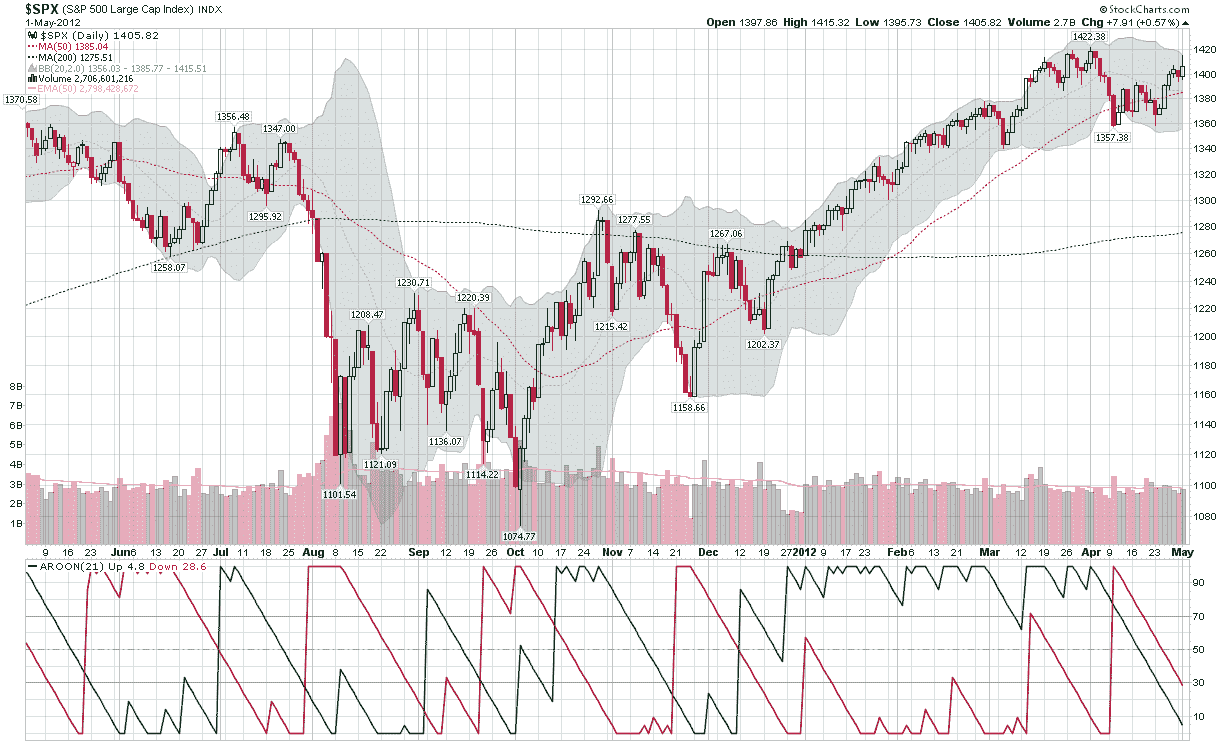 $SPX (S&P 500 Large Cap Index) INDX
© StockCharts.com
1-May-2012
Open 1397.86 High 1415.32 Low 1395.73 Close 1405.82 Volume 2.7B Chg +7.91 (+0.57%)
$SPX (Daily) 1405.82
MA(50) 1385.04
MA(200) 1275.51
BB(20,2.0) 1356.03 - 1385.77 - 1415.51
Volume 2,706,601,216
EMA(50) 2,798,428,672
1422.38
1420
1400
1380
1370.58
1360
1356.48
1347.00
1357.38
1340
1320
1300
1295.92
1292.66
1280
1277.55
1267.06
1260
1258.07
1240
1230.71
1220.39
1220
1208.47
1215.42
1202.37
1200
1180
1160
1158.66
1140
1136.07
1120
1121.09
1114.22
1101.54
1100
1080
1074.77
8B
7B
6B
5B
4B
3B
2B
1B
9 16 23 Jun 6 13 20 27 Jul 11 18 25 Aug 8 15 22 Sep 12 19 26 Oct 10 17 24 Nov 7 14 21 Dec 12 19 27 2012 9 17 23 Feb 6 13 21 Mar 12 19 26 Apr 9 16 23 May
AROON(21) Up 4.8 Down 28.6
90
70
50
30
10